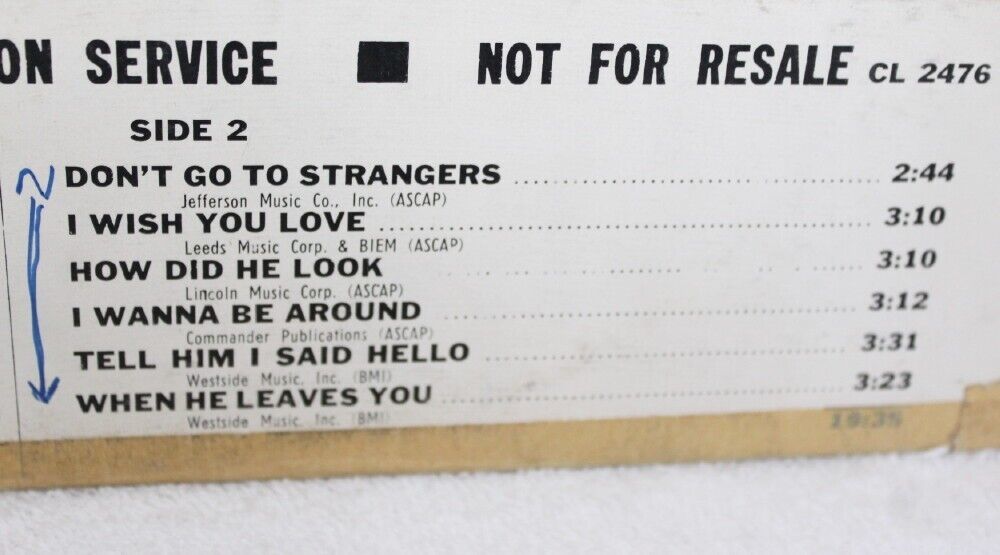 ON SERVICE ■ NOT FOR RESALE CL 2476
SIDE 2
2
DON'T GO TO STRANGERS 2:44
Jefferson Music Co., Inc. (ASCAP)
I WISH YOU LOVE 3:10
Leeds Music Corp. & BIEM (ASCAP)
HOW DID HE LOOK 3:10
Lincoln Music Corp. (ASCAP)
I WANNA BE AROUND 3:12
Commander Publications (ASCAP)
TELL HIM I SAID HELLO 3:31
Westside Music, Inc. (BMI)
WHEN HE LEAVES YOU 3:23
Westside Music, Inc. (BMI)
19:35